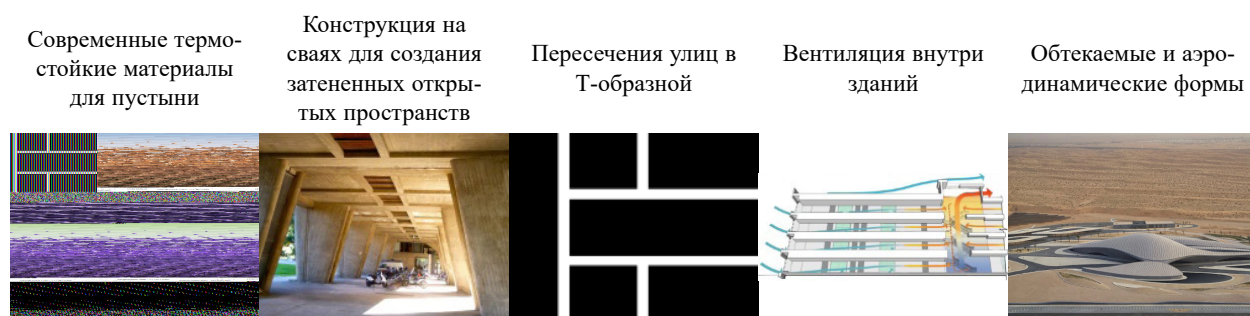 Современные термо-
стойкие материалы
для пустыни
Конструкция на
сваях для создания
затененных откры-
тых пространств
Пересечения улиц в
Т-образной
Вентиляция внутри
зданий
Обтекаемые и аэро-
динамические формы